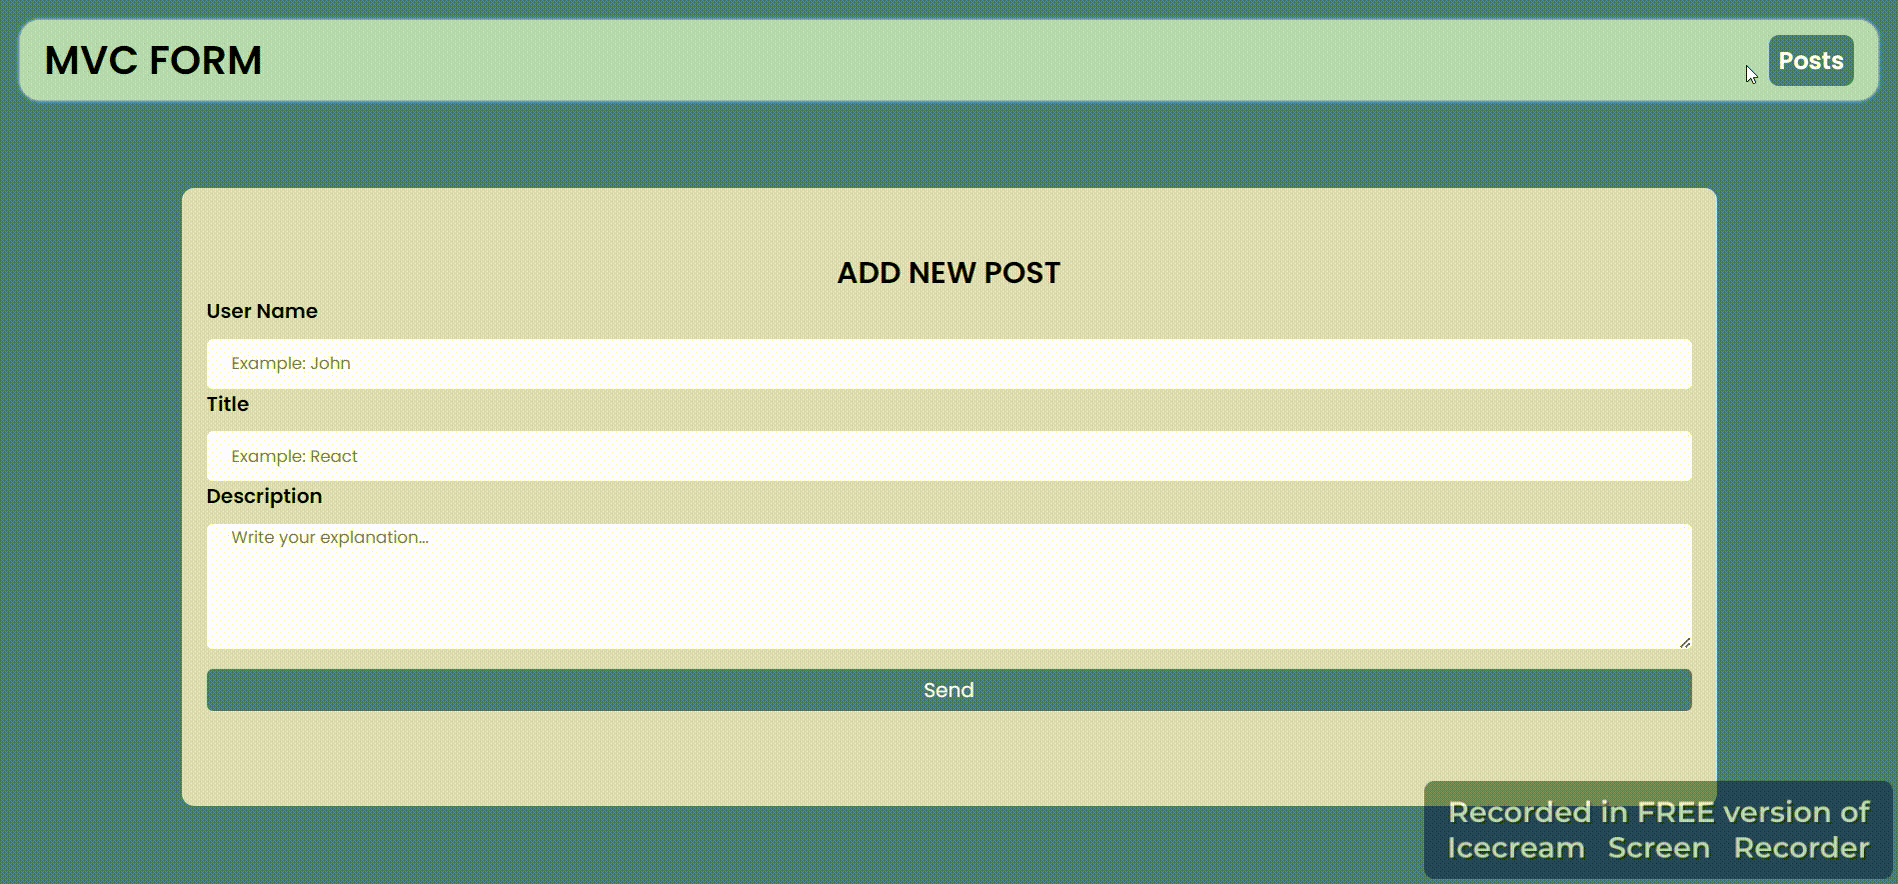 MVC FORM
Posts
ADD NEW POST
User Name
Example: John
Title
Example: React
Description
Write your explanation...
Send
Recorded in FREE version of
Icecream Screen Recorder